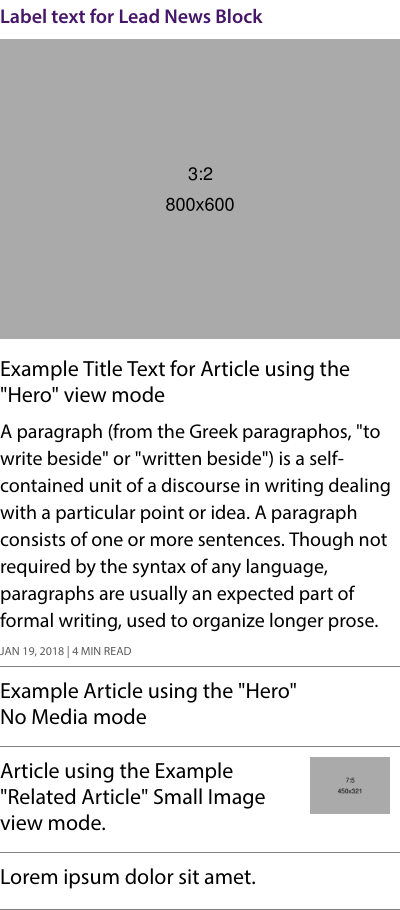 Label text for Lead News Block
3:2
800x600
Example Title Text for Article using the
"Hero" view mode
A paragraph (from the Greek paragraphos, "to
write beside" or "written beside") is a self-
contained unit of a discourse in writing dealing
with a particular point or idea. A paragraph
consists of one or more sentences. Though not
required by the syntax of any language,
paragraphs are usually an expected part of
formal writing, used to organize longer prose.
JAN 19, 2018 | 4 MIN READ
Example Article using the "Hero"
No Media mode
Article using the Example
"Related Article" Small Image
view mode.
7:5
450x321
Lorem ipsum dolor sit amet.